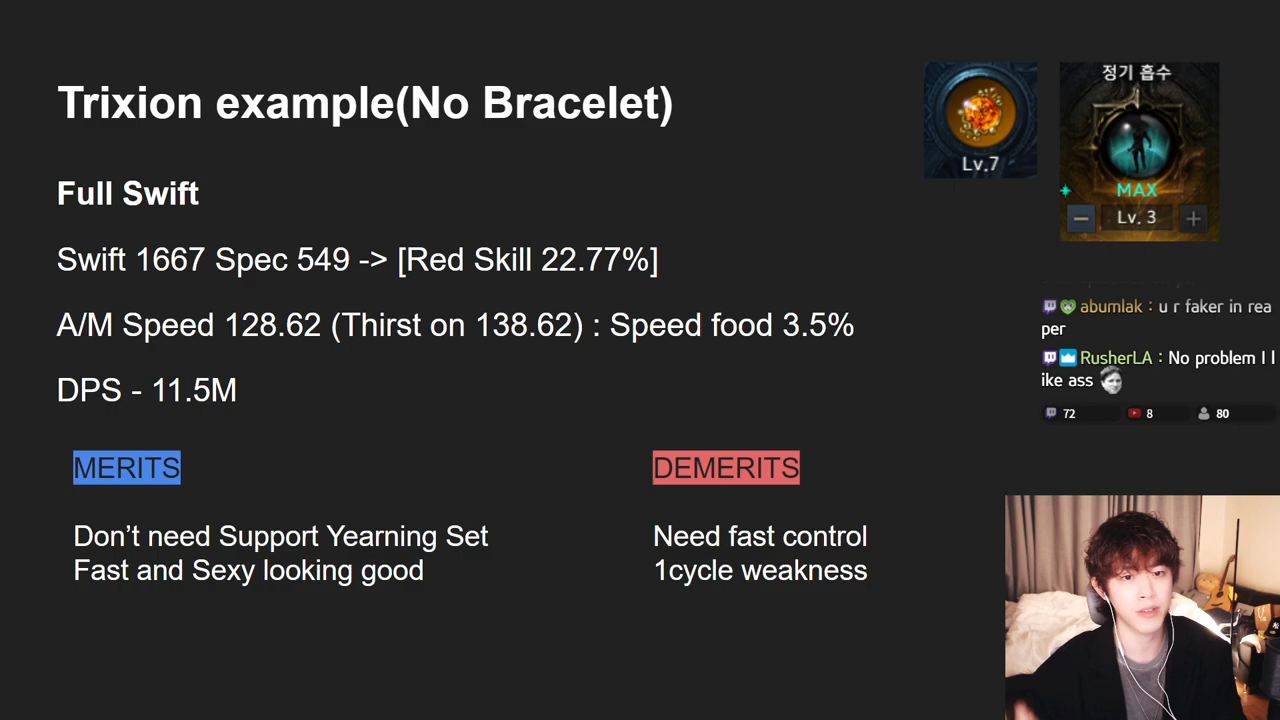 Trixion example(No Bracelet)
Full Swift
Swift 1667 Spec 549 -> [Red Skill 22.77%]
A/M Speed 128.62 (Thirst on 138.62) : Speed food 3.5%
DPS - 11.5M
MERITS
Don’t need Support Yearning Set
Fast and Sexy looking good
DEMERITS
Need fast control
1cycle weakness
Lv.7
정기 흡수
MAX
Lv. 3
abumlak : u r faker in rea
per
RusherLA : No problem I l
ike ass
72 8 80